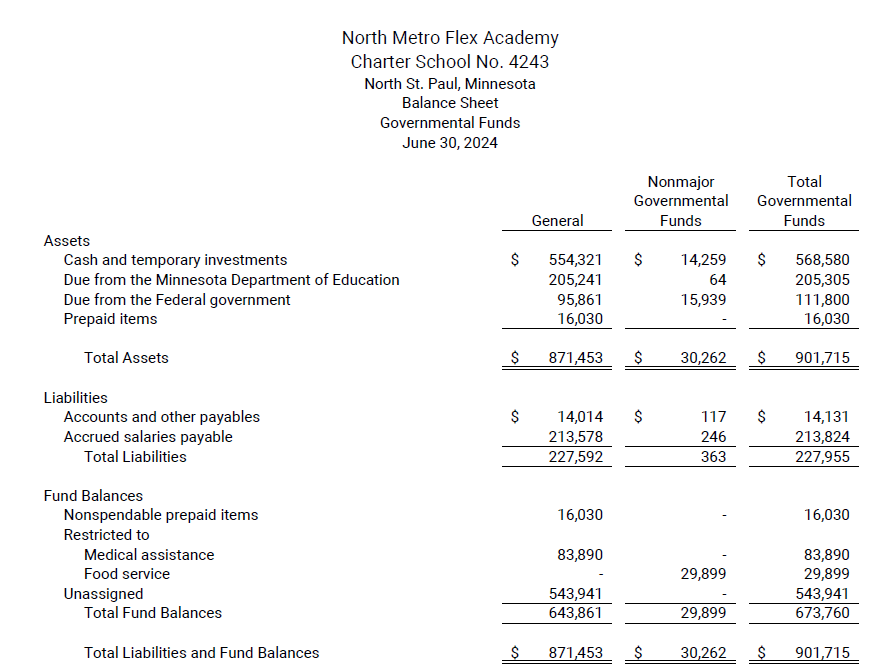 North Metro Flex Academy
Charter School No. 4243
North St. Paul, Minnesota
Balance Sheet
Governmental Funds
June 30, 2024
Nonmajor Total
Governmental Governmental
General Funds Funds
Assets
Cash and temporary investments $ 554,321 $ 14,259 $ 568,580
Due from the Minnesota Department of Education 205,241 64 205,305
Due from the Federal government 95,861 15,939 111,800
Prepaid items 16,030 - 16,030
Total Assets $ 871,453 $ 30,262 $ 901,715
Liabilities
Accounts and other payables $ 14,014 $ 117 $ 14,131
Accrued salaries payable 213,578 246 213,824
Total Liabilities 227,592 363 227,955
Fund Balances
Nonspendable prepaid items 16,030 - 16,030
Restricted to
Medical assistance 83,890 - 83,890
Food service - 29,899 29,899
Unassigned 543,941 - 543,941
Total Fund Balances 643,861 29,899 673,760
Total Liabilities and Fund Balances $ 871,453 $ 30,262 $ 901,715